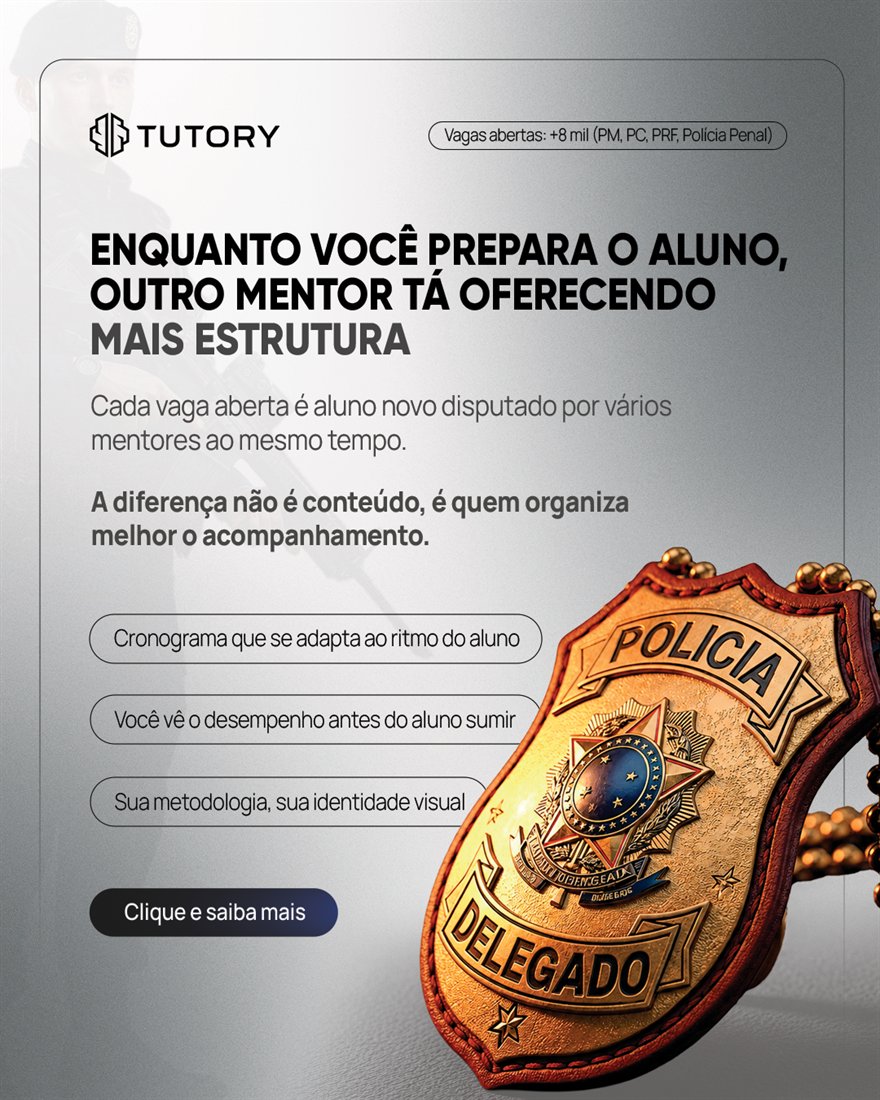 TUTORY
Vagas abertas: +8 mil (PM, PC, PRF, Polícia Penal)
ENQUANTO VOCÊ PREPARA O ALUNO,
OUTRO MENTOR TÁ OFERECENDO
MAIS ESTRUTURA
Cada vaga aberta é aluno novo disputado por vários
mentores ao mesmo tempo.
A diferença não é conteúdo, é quem organiza
melhor o acompanhamento.
Cronograma que se adapta ao ritmo do aluno
Você vê o desempenho antes do aluno sumir
Sua metodologia, sua identidade visual
Clique e saiba mais
POLICIA
DELEGADO